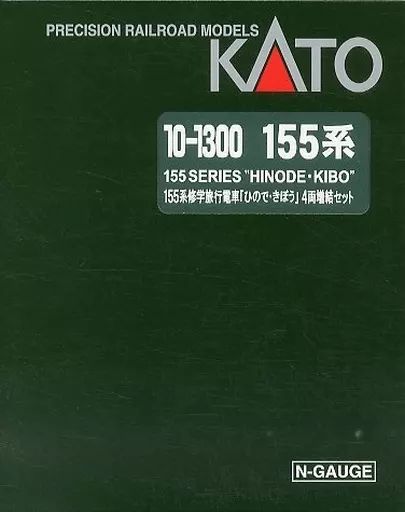 PRECISION RAILROAD MODELS
KATO
10-1300 155系
155 SERIES "HINODE・KIBO"
155系修学旅行電車「ひので・きぼう」4両増結セット
N-GAUGE